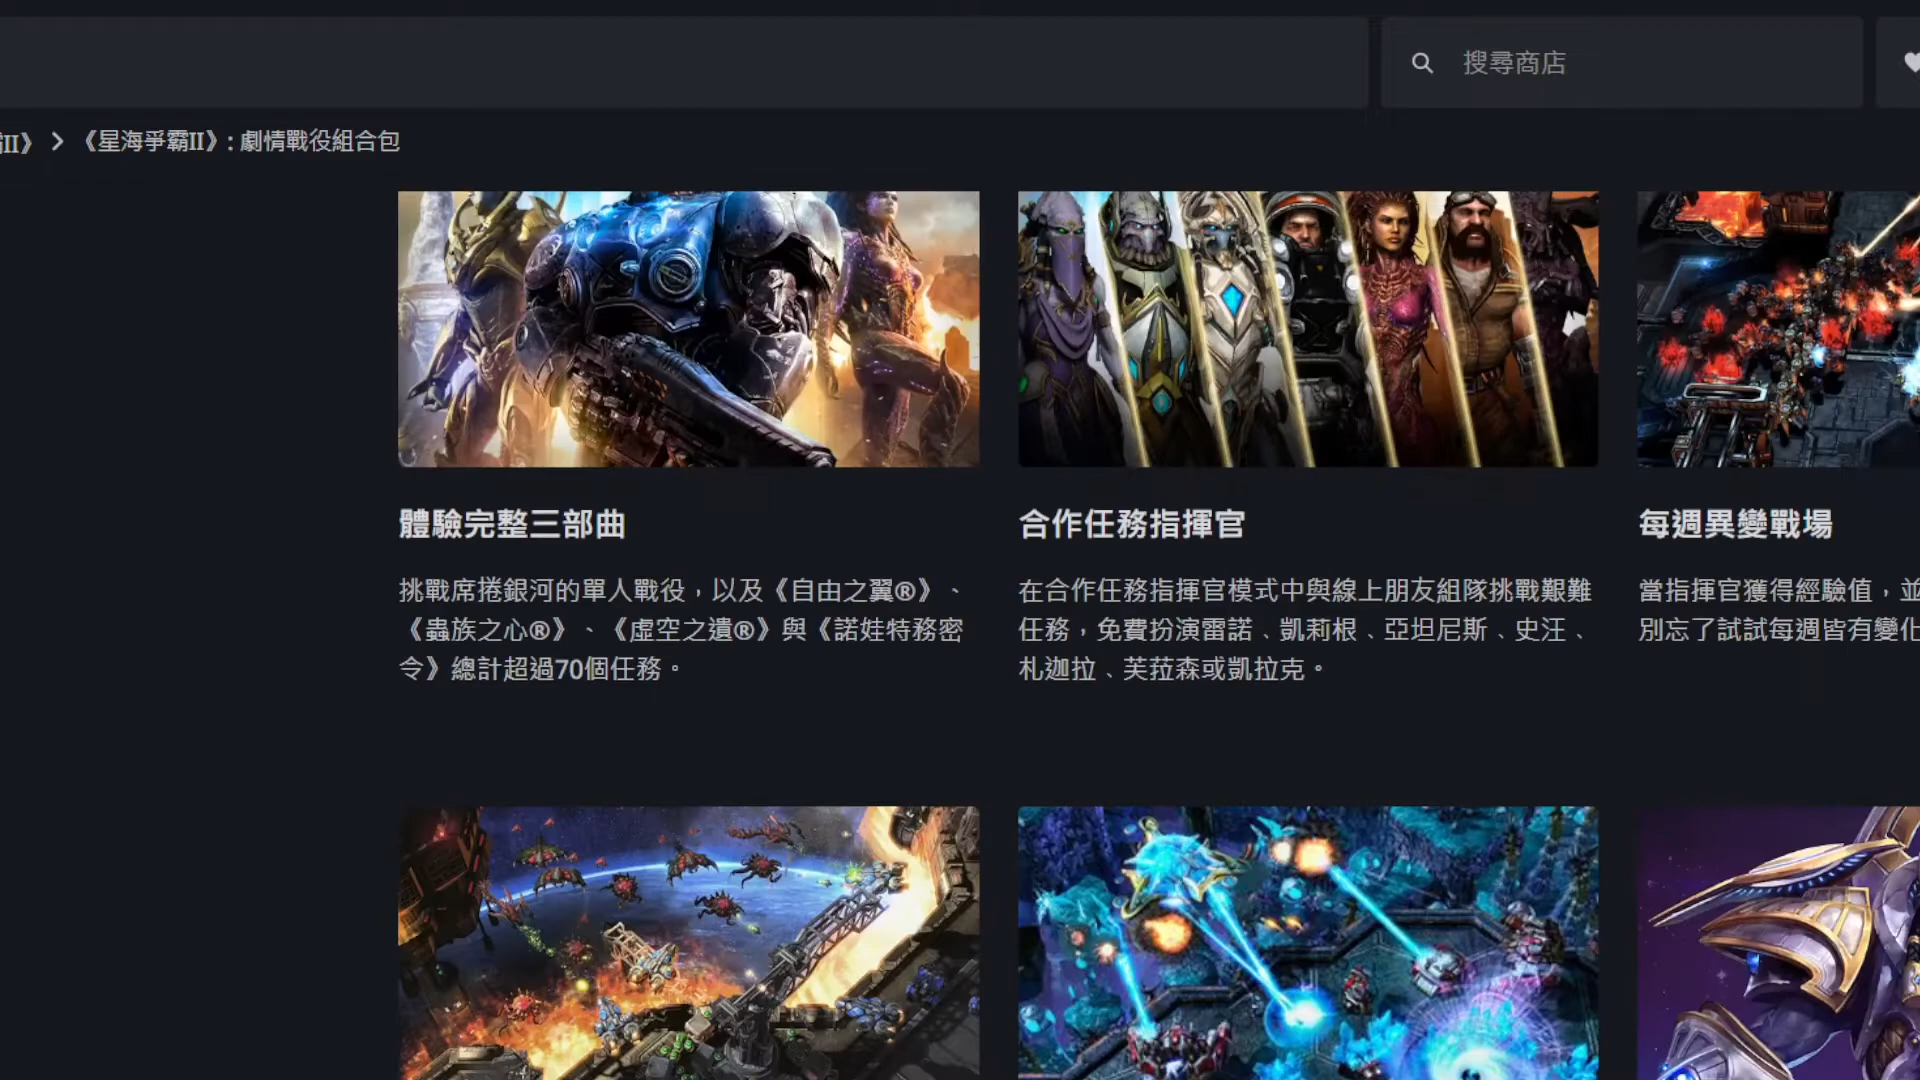 搜尋商店
霸II》 > 《星海爭霸II》: 劇情戰役組合包
體驗完整三部曲
挑戰席捲銀河的單人戰役，以及《自由之翼®》、
《蟲族之心®》、《虛空之遺®》與《諾娃特務密
令》總計超過70個任務。
合作任務指揮官
在合作任務指揮官模式中與線上朋友組隊挑戰艱難
任務，免費扮演雷諾、凱莉根、亞坦尼斯、史汪、
札迦拉、芙菈森或凱拉克。
每週異變戰場
當指揮官獲得經驗值，並
別忘了試試每週皆有變化